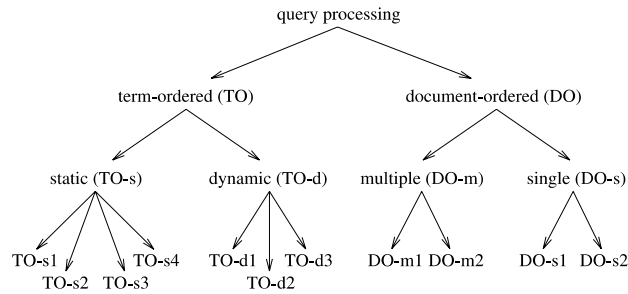 query processing
term-ordered (TO) document-ordered (DO)
static (TO-s) dynamic (TO-d) multiple (DO-m) single (DO-s)
TO-s1 TO-s4 TO-d1 TO-d3 DO-m1 DO-m2 DO-s1 DO-s2
TO-s2 TO-s3 TO-d2